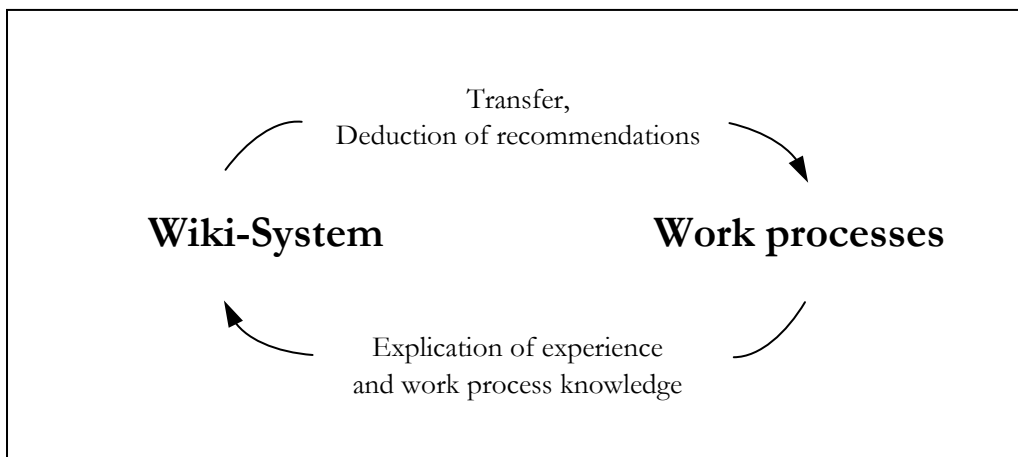 Transfer,
Deduction of recommendations
Wiki-System
Work processes
Explication of experience
and work process knowledge